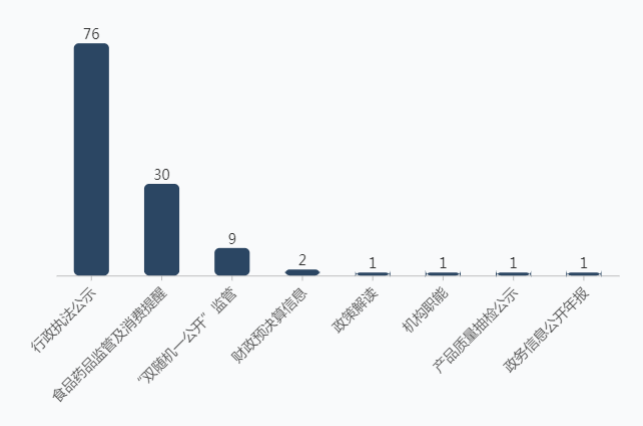 76
30
9
2
1
1
1
1
行政执法公示
食品药品监管及消费提醒
“双随机一公开”监管
财政预决算信息
政策解读
机构职能
产品质量抽检公示
政务信息公开年报